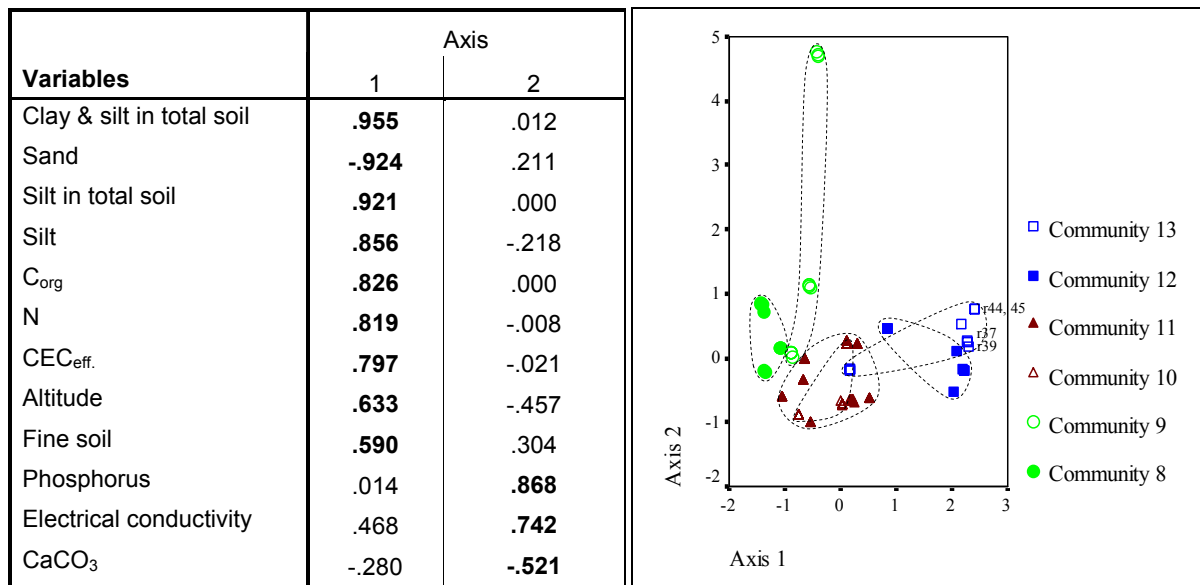 Axis
Variables 1 2
Clay & silt in total soil .955 .012
Sand -.924 .211
Silt in total soil .921 .000
Silt .856 -.218
Corg .826 .000
N .819 -.008
CECeff. .797 -.021
Altitude .633 -.457
Fine soil .590 .304
Phosphorus .014 .868
Electrical conductivity .468 .742
CaCO3 -.280 -.521
5
4
3
2
1
0
-1
-2
Axis 2
-2 -1 0 1 2 3
Axis 1
r44, 45
r37
r39
Community 13
Community 12
Community 11
Community 10
Community 9
Community 8